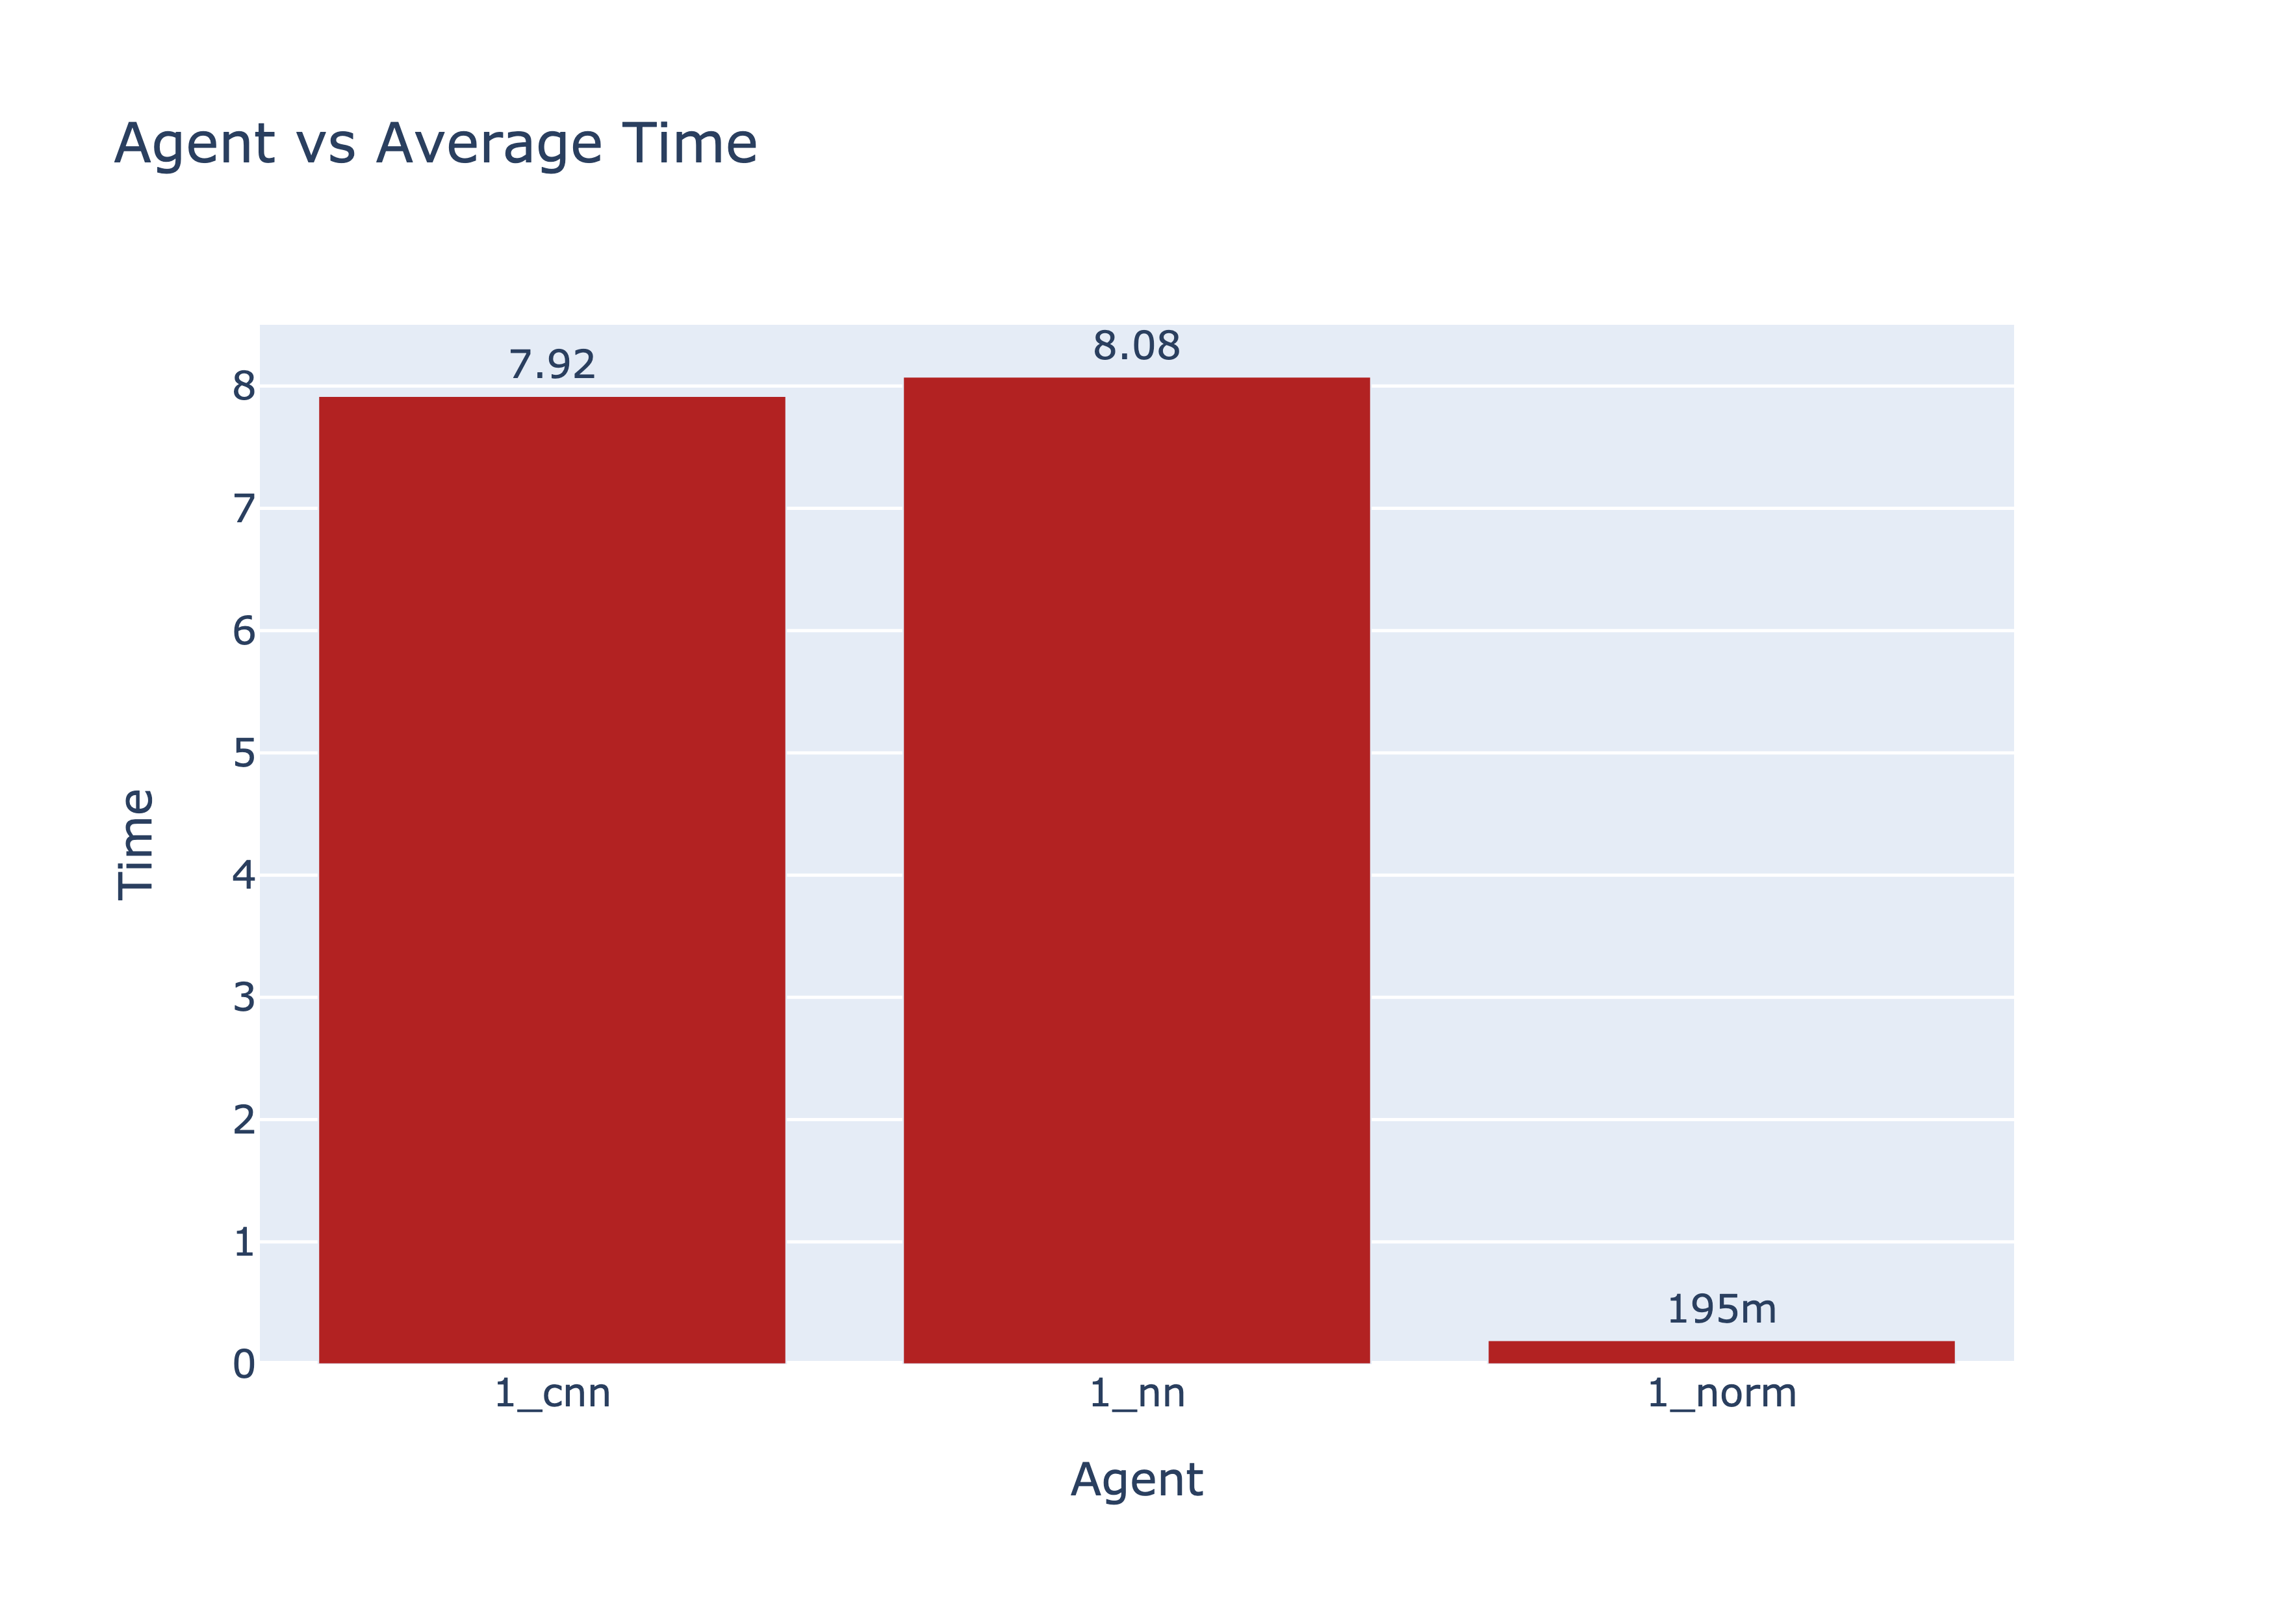 Agent vs Average Time
7.92
8.08
195m
8
7
6
5
4
3
2
1
0
Time
1_cnn
1_nn
1_norm
Agent